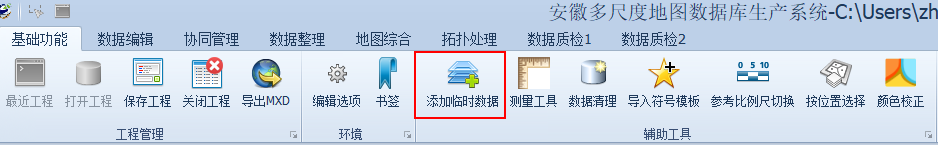 安徽多尺度地图数据库生产系统-C:\Users\zh
基础功能 数据编辑 协同管理 数据整理 地图综合 拓扑处理 数据质检1 数据质检2
0 5 10
最近工程 打开工程 保存工程 关闭工程 导出MXD 编辑选项 书签 添加临时数据 测量工具 数据清理 导入符号模板 参考比例尺切换 按位置选择 颜色校正
工程管理 环境 辅助工具